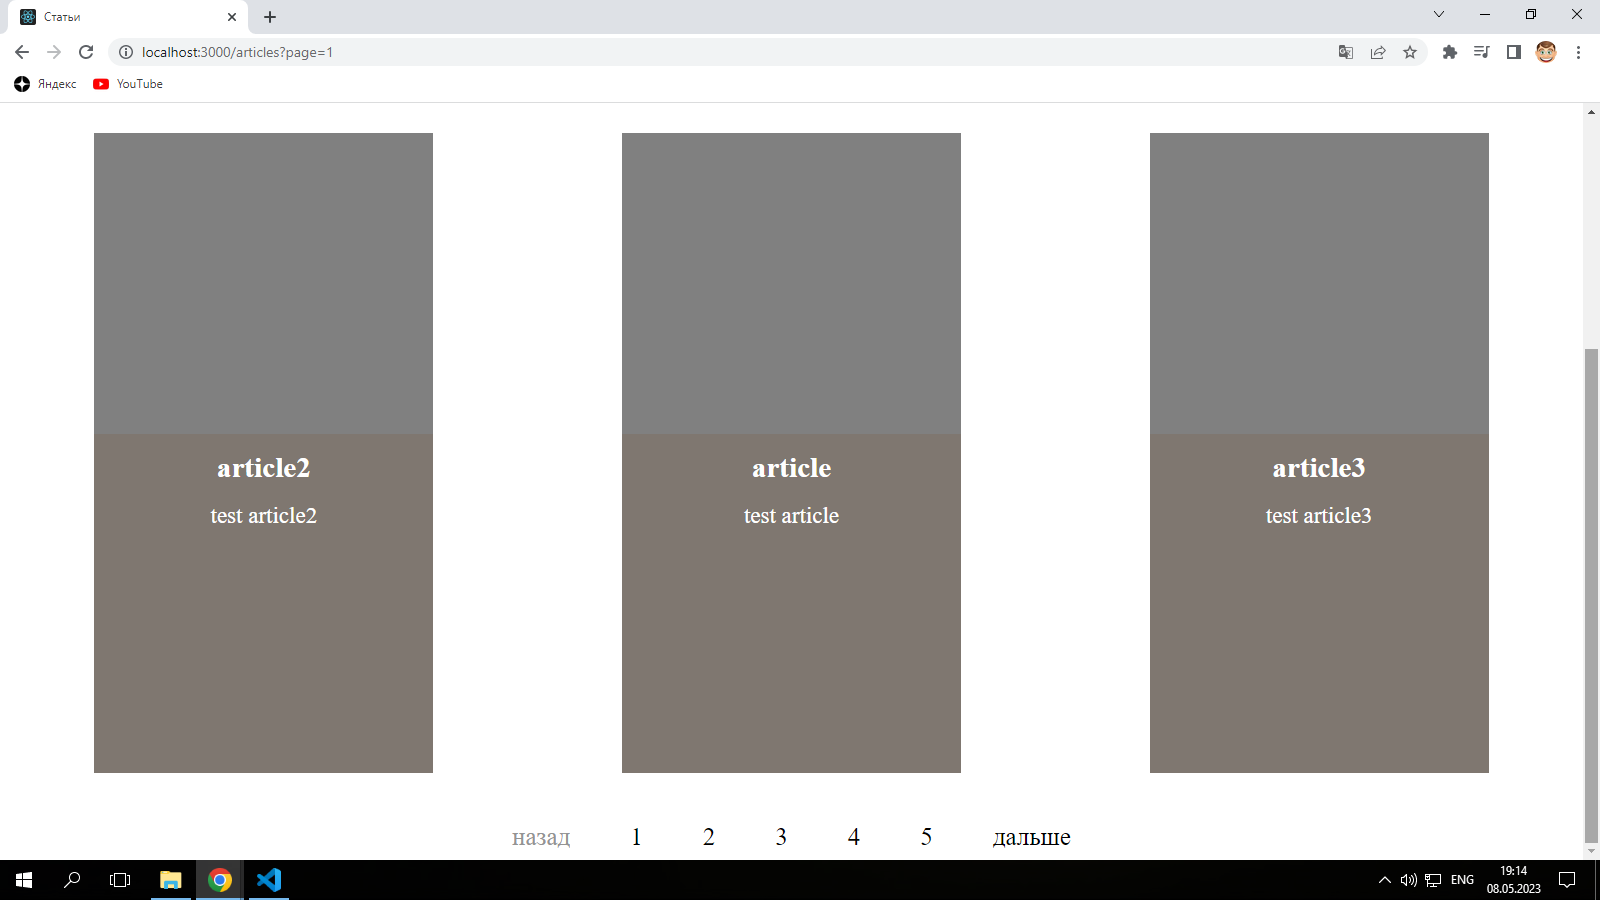 Статьи
localhost:3000/articles?page=1
Яндекс
YouTube
article2
test article2
article
test article
article3
test article3
назад 1 2 3 4 5 дальше
ENG
19:14
08.05.2023